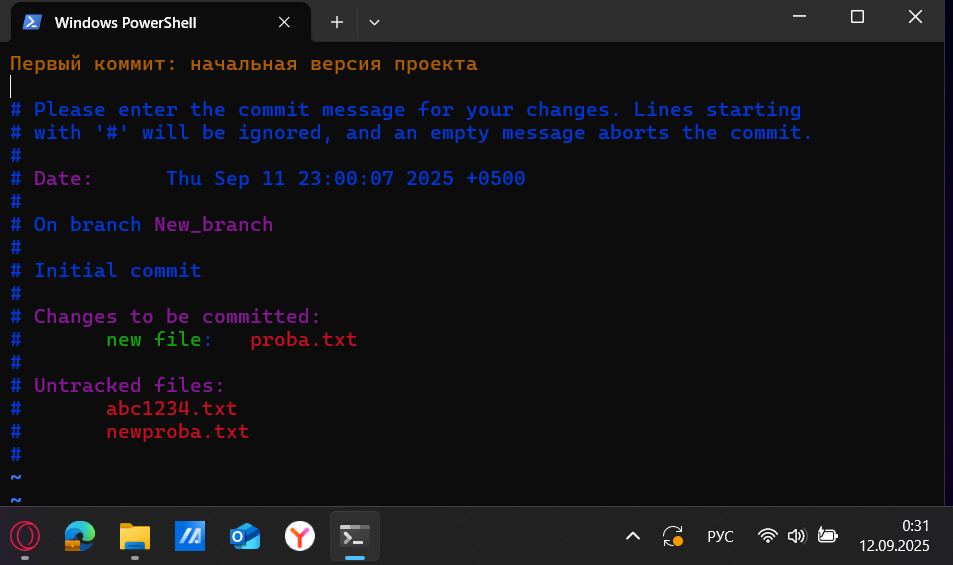 Windows PowerShell
Первый коммит: начальная версия проекта
# Please enter the commit message for your changes. Lines starting
# with '#' will be ignored, and an empty message aborts the commit.
#
# Date:      Thu Sep 11 23:00:07 2025 +0500
#
# On branch New_branch
#
# Initial commit
#
# Changes to be committed:
#       new file:   proba.txt
#
# Untracked files:
#       abc1234.txt
#       newproba.txt
#
~
~
РУС
0:31
12.09.2025